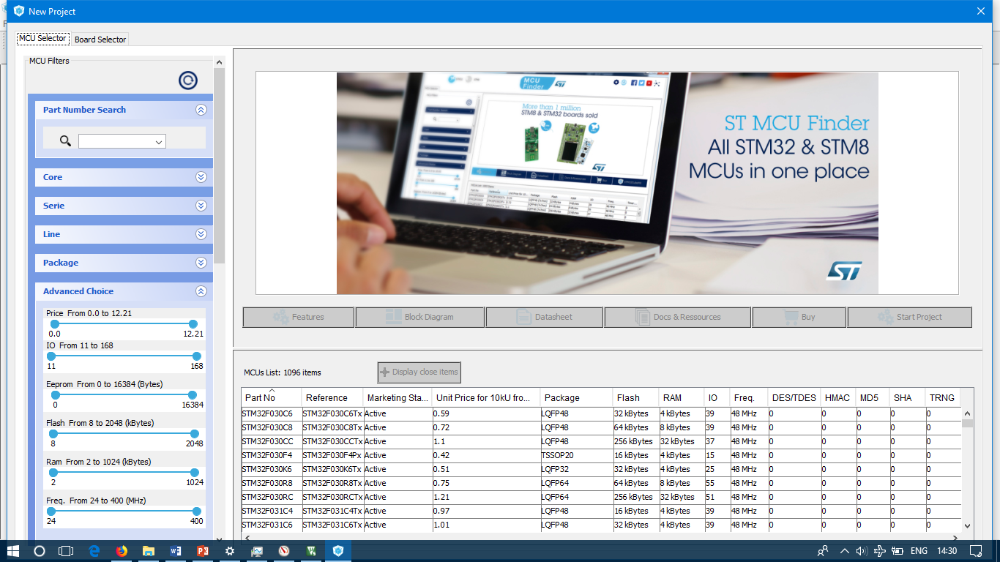 New Project
MCU Selector Board Selector
MCU Filters
Part Number Search
Core
Serie
Line
Package
Advanced Choice
Price From 0.0 to 12.21
0.0 12.21
IO From 11 to 168
11 168
Eeprom From 0 to 16384 (Bytes)
0 16384
Flash From 8 to 2048 (kBytes)
8 2048
Ram From 2 to 1024 (kBytes)
2 1024
Freq. From 24 to 400 (MHz)
24 400
MCU
Finder
ST
More than 1 million
STM8 & STM32 boards sold
ST
ST MCU Finder
All STM32 & STM8
MCUs in one place
ST
Features Block Diagram Datasheet Docs & Ressources Buy Start Project
MCUs List: 1096 items Display close items
Part No Reference Marketing Sta... Unit Price for 10kU fro... Package Flash RAM IO Freq. DES/TDES HMAC MD5 SHA TRNG
STM32F030C6 STM32F030C6Tx Active 0.59 LQFP48 32 kBytes 4 kBytes 39 48 MHz 0 0 0 0 0
STM32F030C8 STM32F030C8Tx Active 0.72 LQFP48 64 kBytes 8 kBytes 39 48 MHz 0 0 0 0 0
STM32F030CC STM32F030CCTx Active 1.1 LQFP48 256 kBytes 32 kBytes 37 48 MHz 0 0 0 0 0
STM32F030F4 STM32F030F4Px Active 0.42 TSSOP20 16 kBytes 4 kBytes 15 48 MHz 0 0 0 0 0
STM32F030K6 STM32F030K6Tx Active 0.51 LQFP32 32 kBytes 4 kBytes 25 48 MHz 0 0 0 0 0
STM32F030R8 STM32F030R8Tx Active 0.75 LQFP64 64 kBytes 8 kBytes 55 48 MHz 0 0 0 0 0
STM32F030RC STM32F030RCTx Active 1.21 LQFP64 256 kBytes 32 kBytes 51 48 MHz 0 0 0 0 0
STM32F031C4 STM32F031C4Tx Active 0.97 LQFP48 16 kBytes 4 kBytes 39 48 MHz 0 0 0 0 0
STM32F031C6 STM32F031C6Tx Active 1.01 LQFP48 32 kBytes 4 kBytes 39 48 MHz 0 0 0 0 0
ENG 14:30